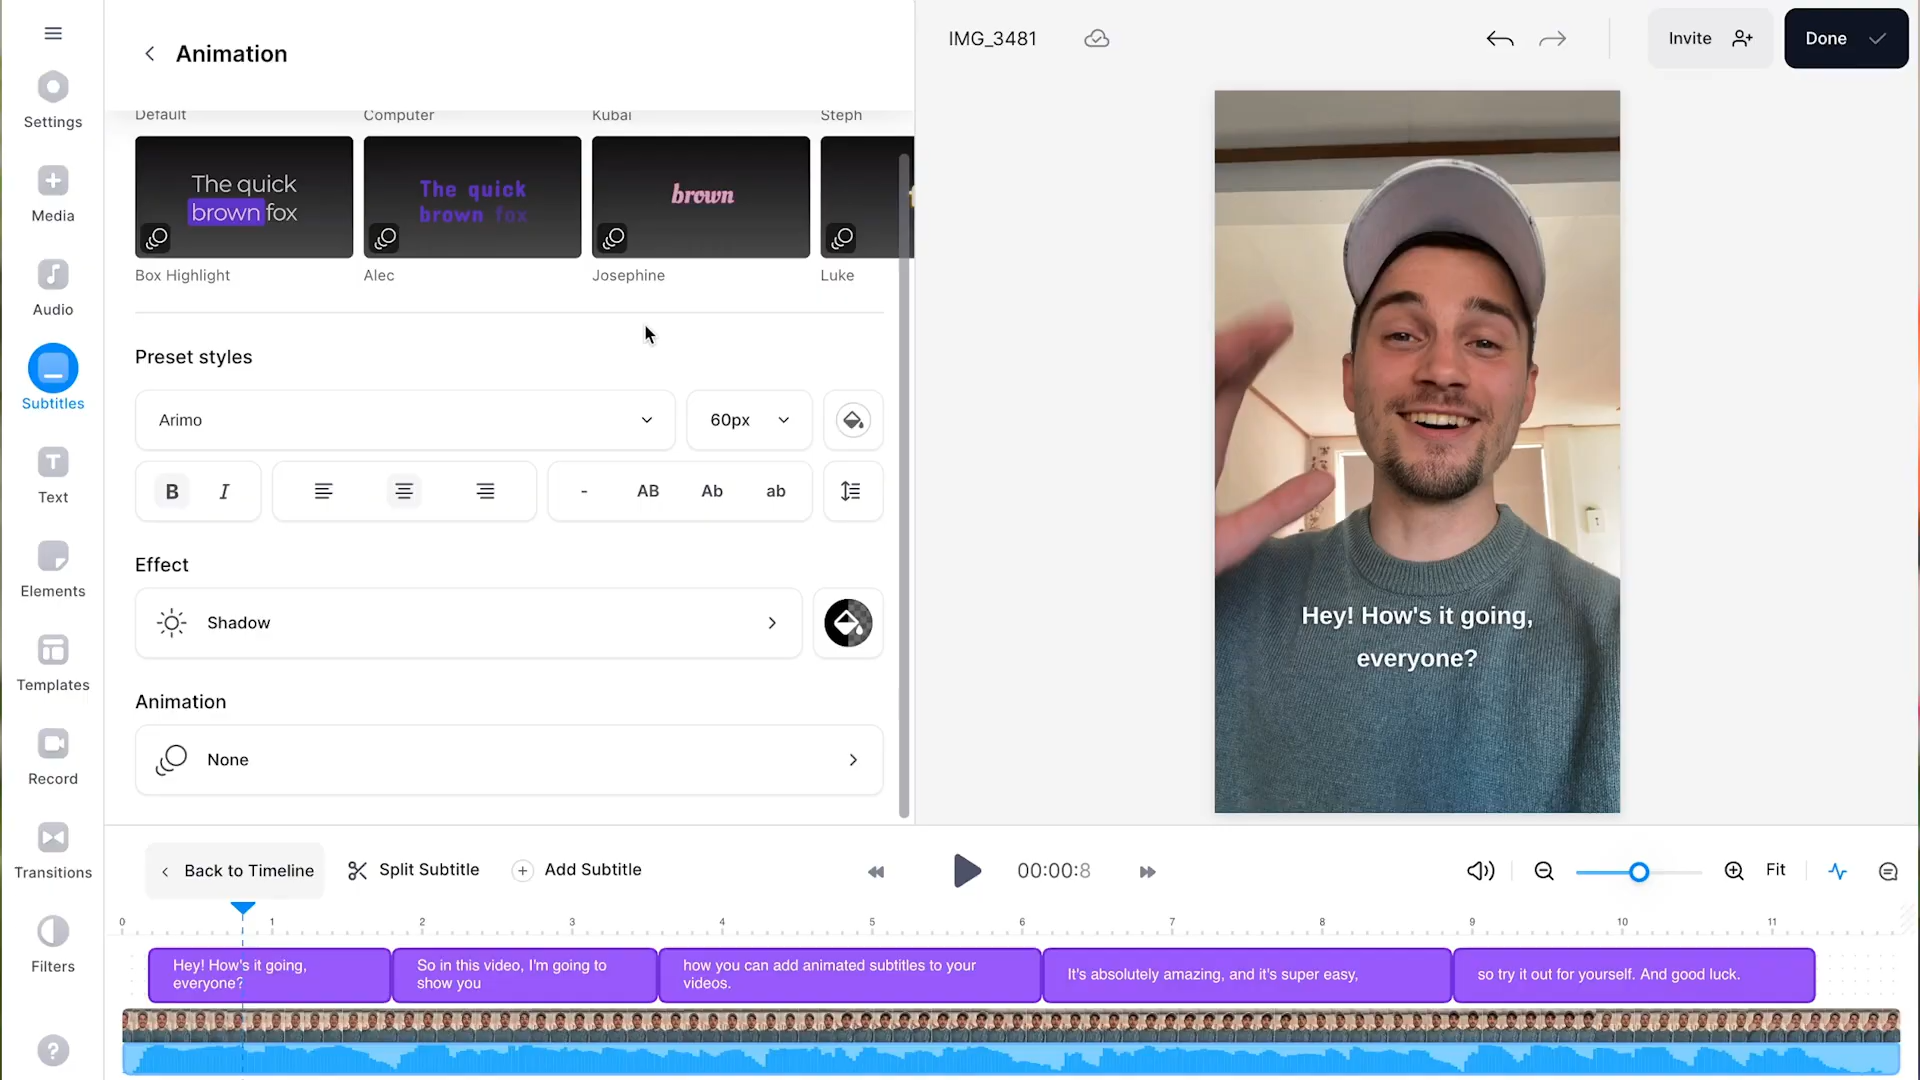 Settings
Media
Audio
Subtitles
Text
Elements
Templates
Record
Transitions
Filters
?
Animation
Default
Computer
Kubai
Steph
The quick
brown fox
The quick
brown fox
brown
Box Highlight
Alec
Josephine
Luke
Preset styles
Arimo
60px
B
I
-
AB
Ab
ab
Effect
Shadow
Animation
None
IMG_3481
Invite
Done
Hey! How's it going,
everyone?
Back to Timeline
Split Subtitle
Add Subtitle
00:00:8
Fit
0 1 2 3 4 5 6 7 8 9 10 11
Hey! How's it going,
everyone?
So in this video, I'm going to
show you
how you can add animated subtitles to your
videos.
It's absolutely amazing, and it's super easy,
so try it out for yourself. And good luck.